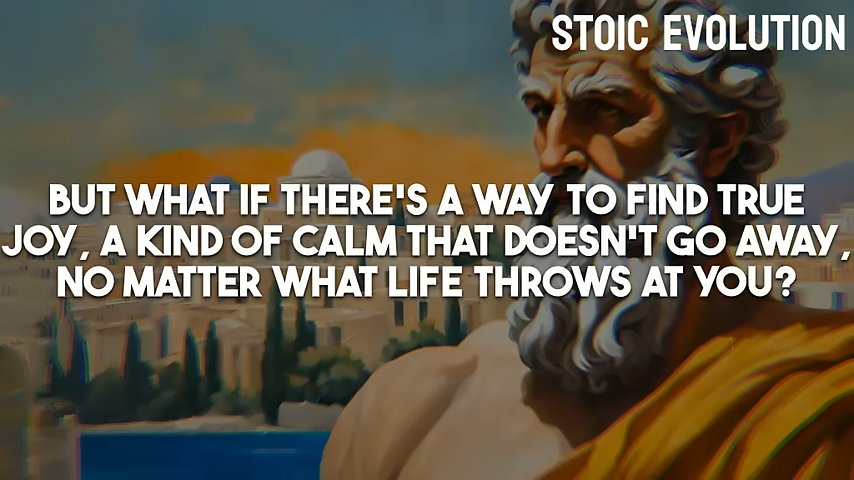 STOIC EVOLUTION
BUT WHAT IF THERE'S A WAY TO FIND TRUE
JOY, A KIND OF CALM THAT DOESN'T GO AWAY,
NO MATTER WHAT LIFE THROWS AT YOU?